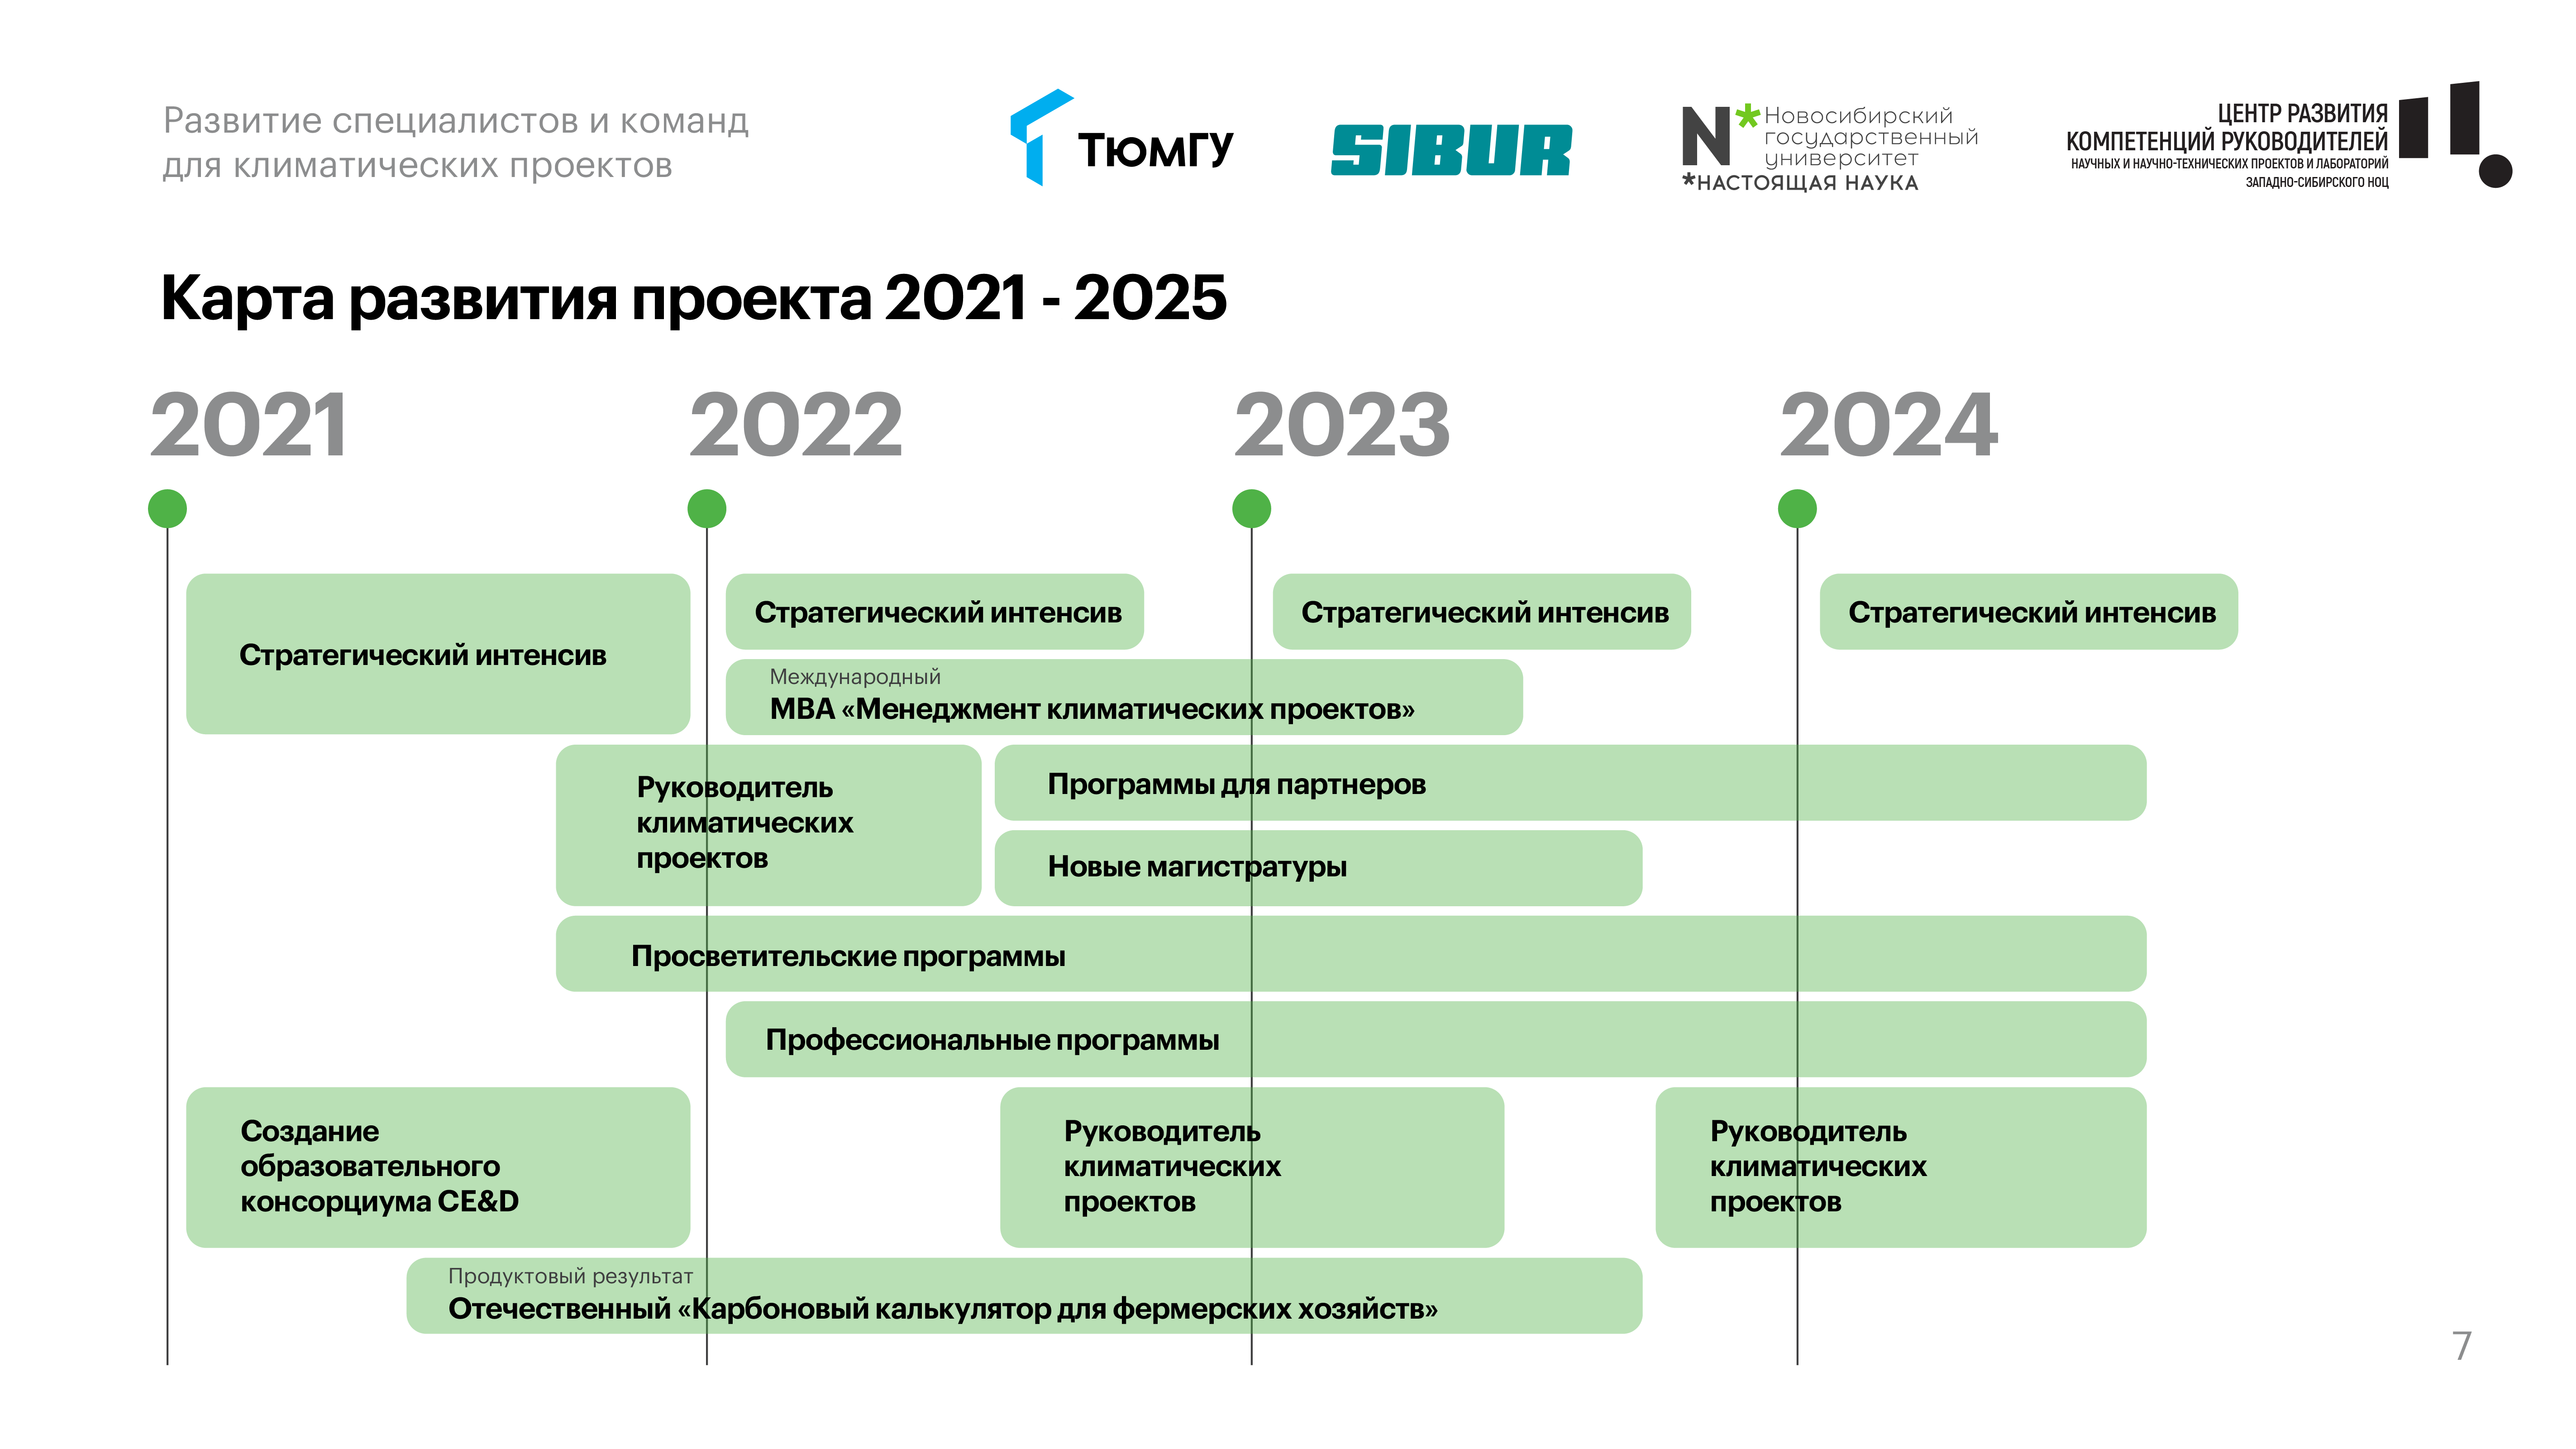 Развитие специалистов и команд
для климатических проектов
ТЮМГУ
SIBUR
N*
Новосибирский
государственный
университет
*НАСТОЯЩАЯ НАУКА
ЦЕНТР РАЗВИТИЯ
КОМПЕТЕНЦИЙ РУКОВОДИТЕЛЕЙ
НАУЧНЫХ И НАУЧНО-ТЕХНИЧЕСКИХ ПРОЕКТОВ И ЛАБОРАТОРИЙ
ЗАПАДНО-СИБИРСКОГО НОЦ
Карта развития проекта 2021 - 2025
2021
2022
2023
2024
Стратегический интенсив
Стратегический интенсив
Стратегический интенсив
Стратегический интенсив
Международный
МВА «Менеджмент климатических проектов»
Руководитель
климатических
проектов
Программы для партнеров
Новые магистратуры
Просветительские программы
Профессиональные программы
Создание
образовательного
консорциума CE&D
Руководитель
климатических
проектов
Руководитель
климатических
проектов
Продуктовый результат
Отечественный «Карбоновый калькулятор для фермерских хозяйств»
7